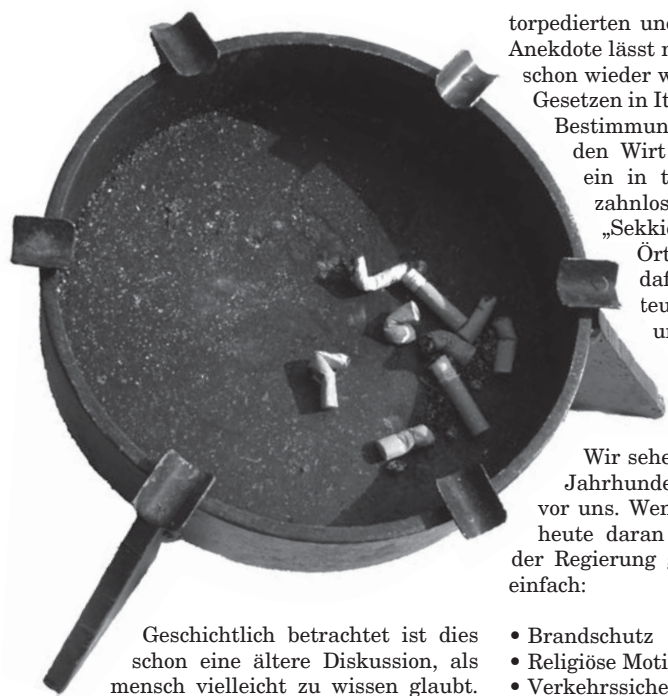 Geschichtlich betrachtet ist dies
schon eine ältere Diskussion, als
mensch vielleicht zu wissen glaubt.
torpedierten und
Anekdote lässt
schon wieder w
Gesetzen in It
Bestimmun
den Wirt
ein in t
zahnlos
„Sekkie
Ört
daf
teu
un
Wir sehe
Jahrhunde
vor uns. Wen
heute daran
der Regierung
einfach:
• Brandschutz
• Religiöse Moti
• Verkehrssiche